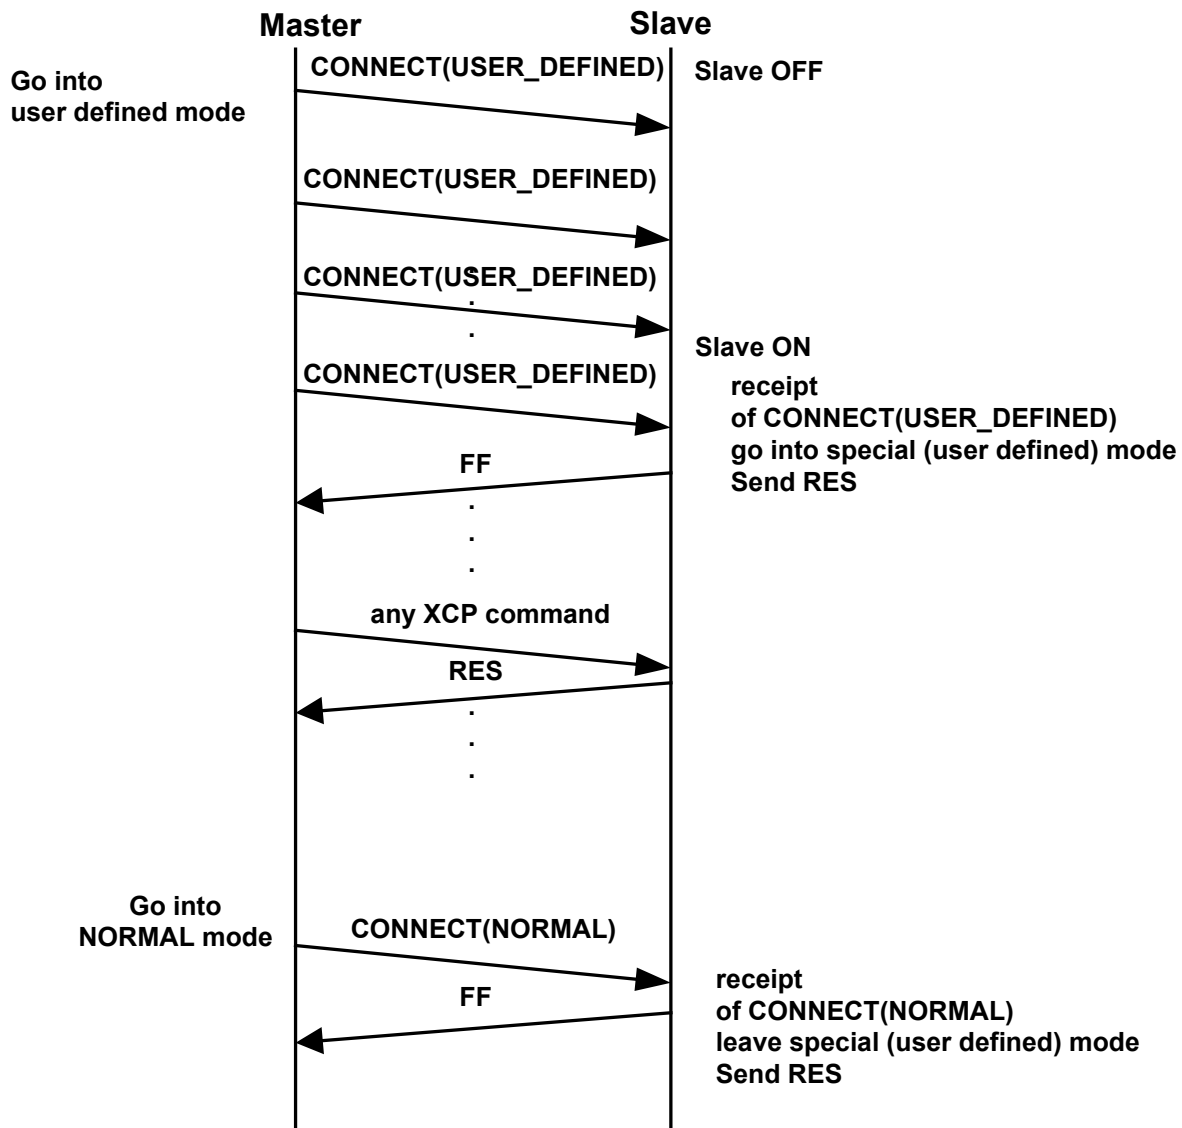 Master
Slave
CONNECT(USER_DEFINED)
Slave OFF
Go into
user defined mode
CONNECT(USER_DEFINED)
CONNECT(USER_DEFINED)
.
.
.
Slave ON
CONNECT(USER_DEFINED)
receipt
of CONNECT(USER_DEFINED)
go into special (user defined) mode
Send RES
FF
.
.
.
any XCP command
RES
.
.
.
Go into
NORMAL mode
CONNECT(NORMAL)
FF
receipt
of CONNECT(NORMAL)
leave special (user defined) mode
Send RES